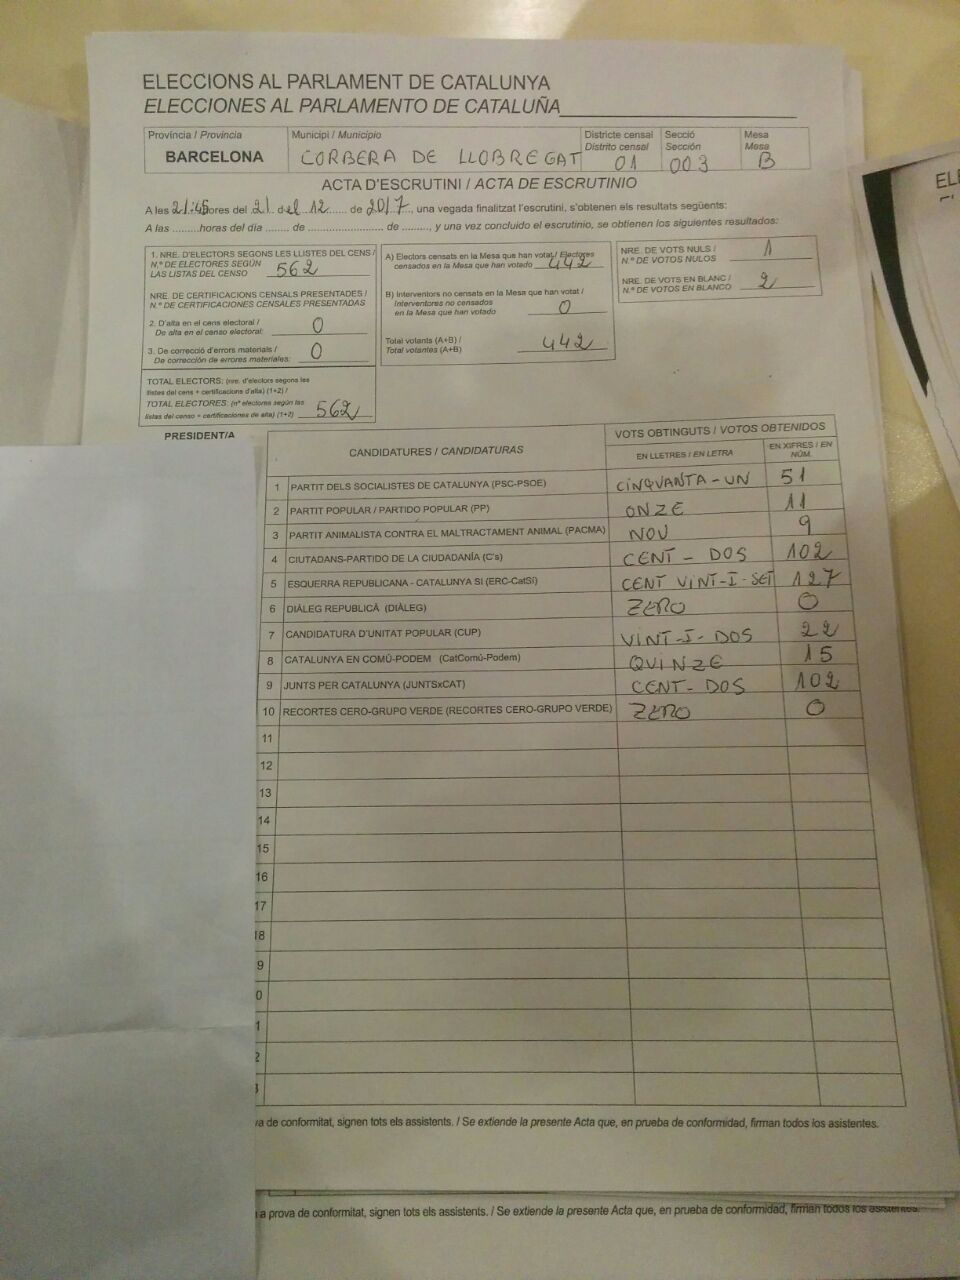 ELECCIONS AL PARLAMENT DE CATALUNYA
ELECCIONES AL PARLAMENTO DE CATALUÑA
Província / Provincia
BARCELONA
Municipi / Municipio
CORBERA DE LLOBREGAT
Districte censal
Distrito censal
01
Secció
Sección
003
Mesa
Mesa
B
ACTA D'ESCRUTINI / ACTA DE ESCRUTINIO
A les 21:45 hores del 21 del 12 de 2017, una vegada finalitzat l'escrutini, s'obtenen els resultats següents:
A las .........horas del día ........ de ........................... de ........., y una vez concluido el escrutinio, se obtienen los siguientes resultados:
1. NRE. D'ELECTORS SEGONS LES LLISTES DEL CENS /
N.º DE ELECTORES SEGÚN
LAS LISTAS DEL CENSO 562
NRE. DE CERTIFICACIONS CENSALS PRESENTADES /
N.º DE CERTIFICACIONES CENSALES PRESENTADAS
2. D'alta en el cens electoral /
De alta en el censo electoral: 0
3. De correcció d'errors materials /
De corrección de errores materiales: 0
TOTAL ELECTORS: (nre. d'electors segons les
llistes del cens + certificacions d'alta) (1+2) /
TOTAL ELECTORES: (nº electores según las
listas del censo + certificaciones de alta) (1+2) 562
A) Electors censats en la Mesa que han votat / Electores
censados en la Mesa que han votado 442
B) Interventors no censats en la Mesa que han votat /
Interventores no censados
en la Mesa que han votado 0
Total votants (A+B) /
Total votantes (A+B) 442
NRE. DE VOTS NULS /
N.º DE VOTOS NULOS 1
NRE. DE VOTS EN BLANC /
N.º DE VOTOS EN BLANCO 2
PRESIDENT/A
CANDIDATURES / CANDIDATURAS
VOTS OBTINGUTS / VOTOS OBTENIDOS
EN LLETRES / EN LETRA
EN XIFRES / EN
NÚM.
1 PARTIT DELS SOCIALISTES DE CATALUNYA (PSC-PSOE) CINQVANTA-UN 51
2 PARTIT POPULAR / PARTIDO POPULAR (PP) ONZE 11
3 PARTIT ANIMALISTA CONTRA EL MALTRACTAMENT ANIMAL (PACMA) NOU 9
4 CIUTADANS-PARTIDO DE LA CIUDADANÍA (C's) CENT-DOS 102
5 ESQUERRA REPUBLICANA - CATALUNYA SI (ERC-CatSí) CENT VINT-I-SET 127
6 DIÀLEG REPUBLICÀ (DIÀLEG) ZERO 0
7 CANDIDATURA D'UNITAT POPULAR (CUP) VINT-I-DOS 22
8 CATALUNYA EN COMÚ-PODEM (CatComú-Podem) QUINZE 15
9 JUNTS PER CATALUNYA (JUNTSxCAT) CENT-DOS 102
10 RECORTES CERO-GRUPO VERDE (RECORTES CERO-GRUPO VERDE) ZERO 0
11
12
13
14
15
16
17
18
9
0
1
2
3
va de conformitat, signen tots els assistents. / Se extiende la presente Acta que, en prueba de conformidad, firman todos los asistentes.
a prova de conformitat, signen tots els assistents. / Se extiende la presente Acta que, en prueba de conformidad, firman todos los asistentes.